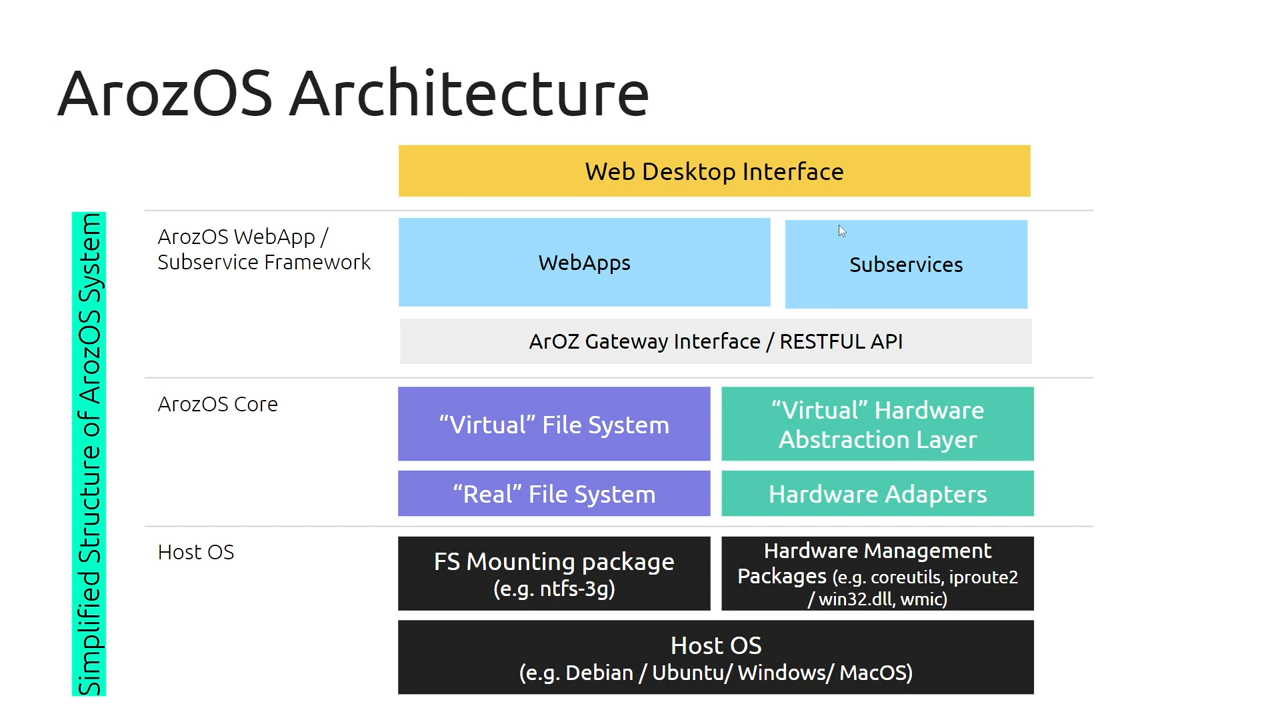 ArozOS Architecture
Simplified Structure of ArozOS System
Web Desktop Interface
ArozOS WebApp /
Subservice Framework
WebApps
Subservices
ArOZ Gateway Interface / RESTFUL API
ArozOS Core
“Virtual” File System
“Virtual” Hardware
Abstraction Layer
“Real” File System
Hardware Adapters
Host OS
FS Mounting package
(e.g. ntfs-3g)
Hardware Management
Packages (e.g. coreutils, iproute2
/ win32.dll, wmic)
Host OS
(e.g. Debian / Ubuntu/ Windows/ MacOS)